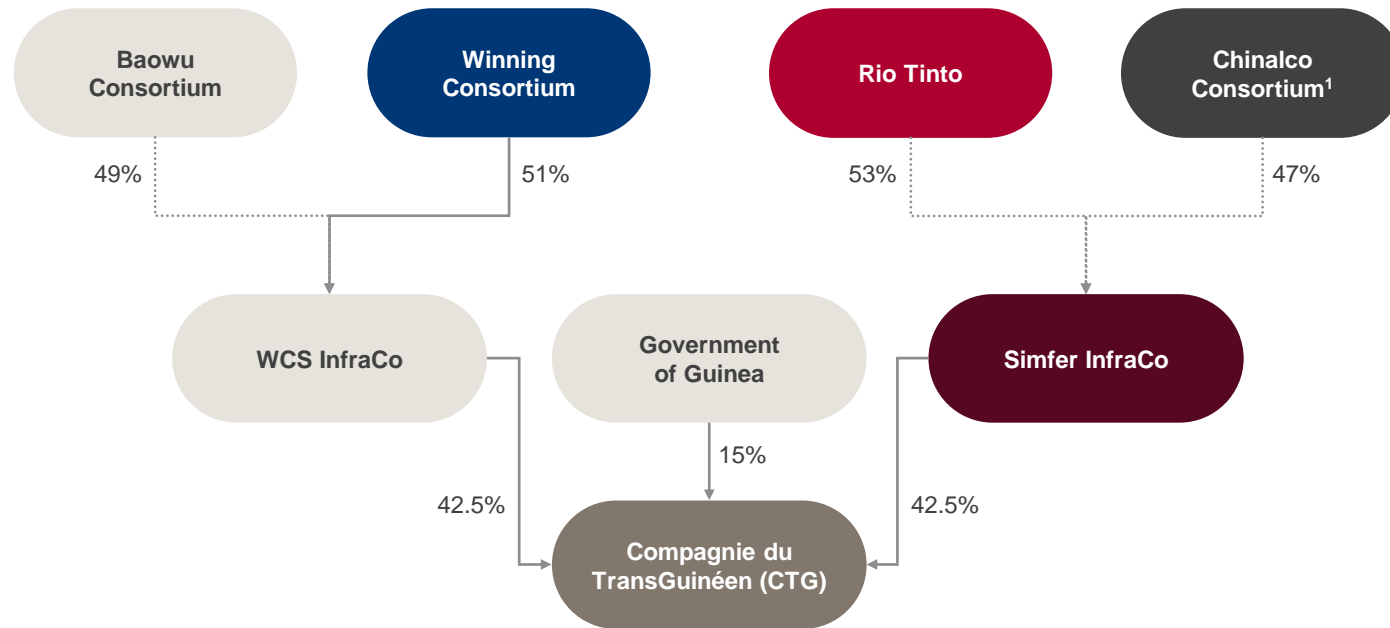 Baowu
Consortium
Winning
Consortium
Rio Tinto
Chinalco
Consortium¹
49%
51%
53%
47%
WCS InfraCo
Government
of Guinea
Simfer InfraCo
15%
42.5%
42.5%
Compagnie du
TransGuinéen (CTG)